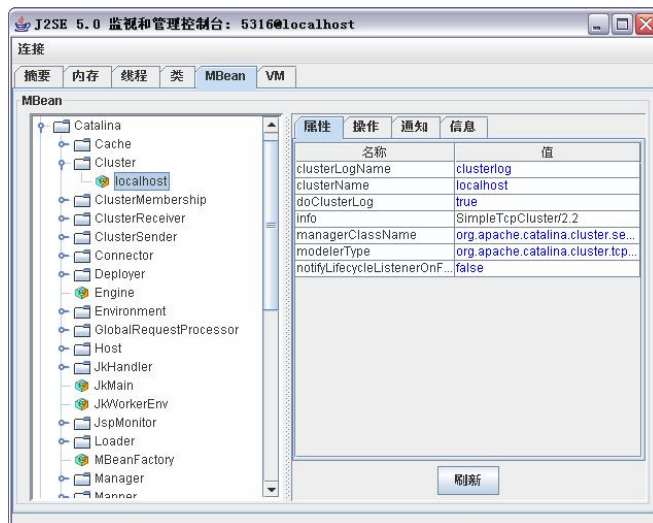 J2SE 5.0 监视和管理控制台: 5316@localhost
连接
摘要 内存 线程 类 MBean VM
MBean
Catalina
Cache
Cluster
localhost
ClusterMembership
ClusterReceiver
ClusterSender
Connector
Deployer
Engine
Environment
GlobalRequestProcessor
Host
JkHandler
JkMain
JkWorkerEnv
JspMonitor
Loader
MBeanFactory
Manager
属性 操作 通知 信息
名称 值
clusterLogName clusterlog
clusterName localhost
doClusterLog true
info SimpleTcpCluster/2.2
managerClassName org.apache.catalina.cluster.se...
modelerType org.apache.catalina.cluster.tcp...
notifyLifecycleListenerOnF... false
刷新